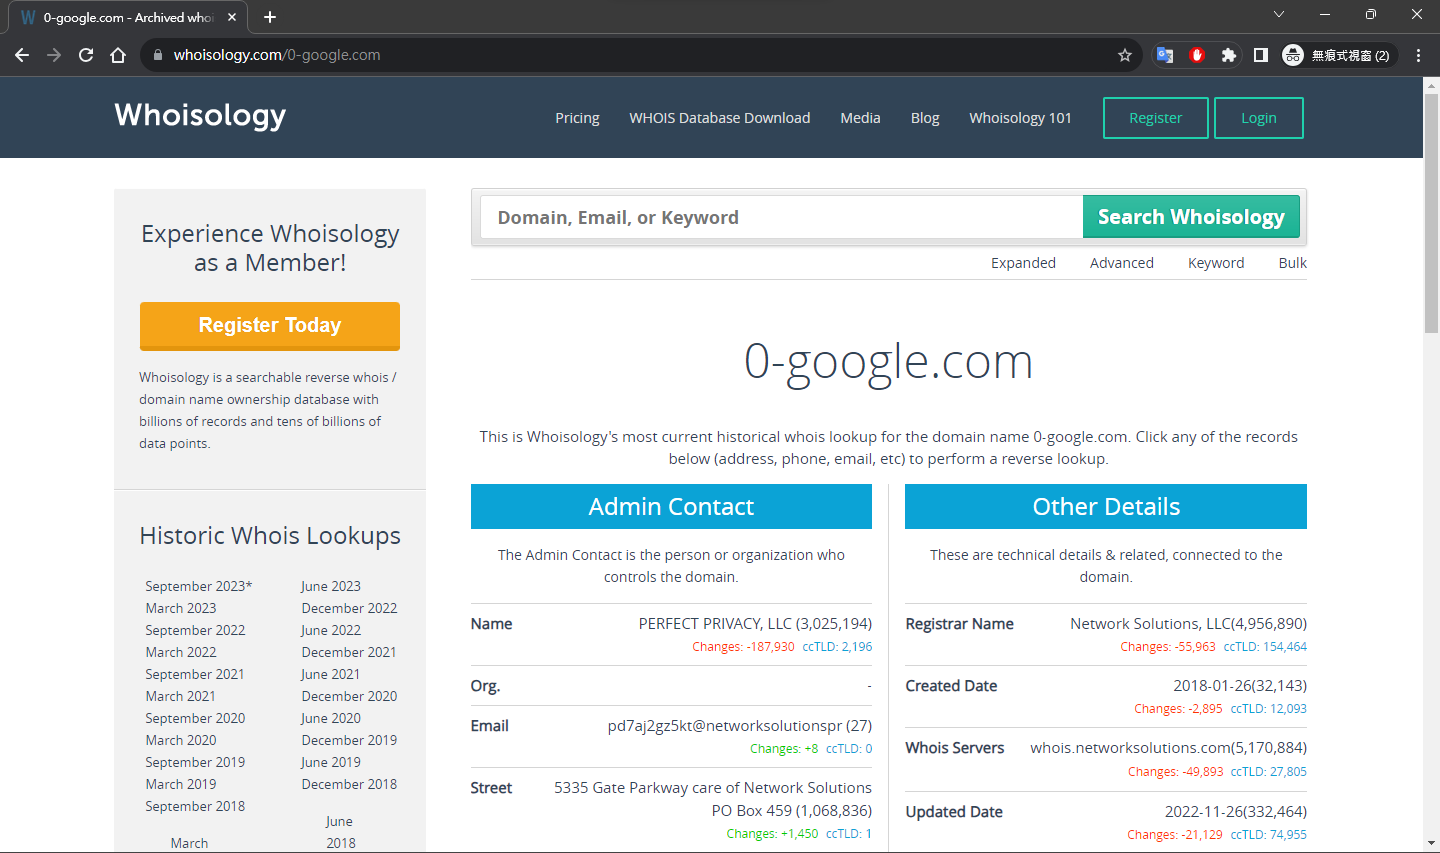 0-google.com - Archived whoi
whoisology.com/0-google.com
無痕式視窗 (2)
Whoisology
Pricing
WHOIS Database Download
Media
Blog
Whoisology 101
Register
Login
Experience Whoisology
as a Member!
Register Today
Whoisology is a searchable reverse whois /
domain name ownership database with
billions of records and tens of billions of
data points.
Historic Whois Lookups
September 2023* June 2023
March 2023 December 2022
September 2022 June 2022
March 2022 December 2021
September 2021 June 2021
March 2021 December 2020
September 2020 June 2020
March 2020 December 2019
September 2019 June 2019
March 2019 December 2018
September 2018
June
March 2018
Domain, Email, or Keyword
Search Whoisology
Expanded Advanced Keyword Bulk
0-google.com
This is Whoisology's most current historical whois lookup for the domain name 0-google.com. Click any of the records
below (address, phone, email, etc) to perform a reverse lookup.
Admin Contact
The Admin Contact is the person or organization who
controls the domain.
Name PERFECT PRIVACY, LLC (3,025,194)
Changes: -187,930 ccTLD: 2,196
Org. -
Email pd7aj2gz5kt@networksolutionspr (27)
Changes: +8 ccTLD: 0
Street 5335 Gate Parkway care of Network Solutions
PO Box 459 (1,068,836)
Changes: +1,450 ccTLD: 1
Other Details
These are technical details & related, connected to the
domain.
Registrar Name Network Solutions, LLC(4,956,890)
Changes: -55,963 ccTLD: 154,464
Created Date 2018-01-26(32,143)
Changes: -2,895 ccTLD: 12,093
Whois Servers whois.networksolutions.com(5,170,884)
Changes: -49,893 ccTLD: 27,805
Updated Date 2022-11-26(332,464)
Changes: -21,129 ccTLD: 74,955